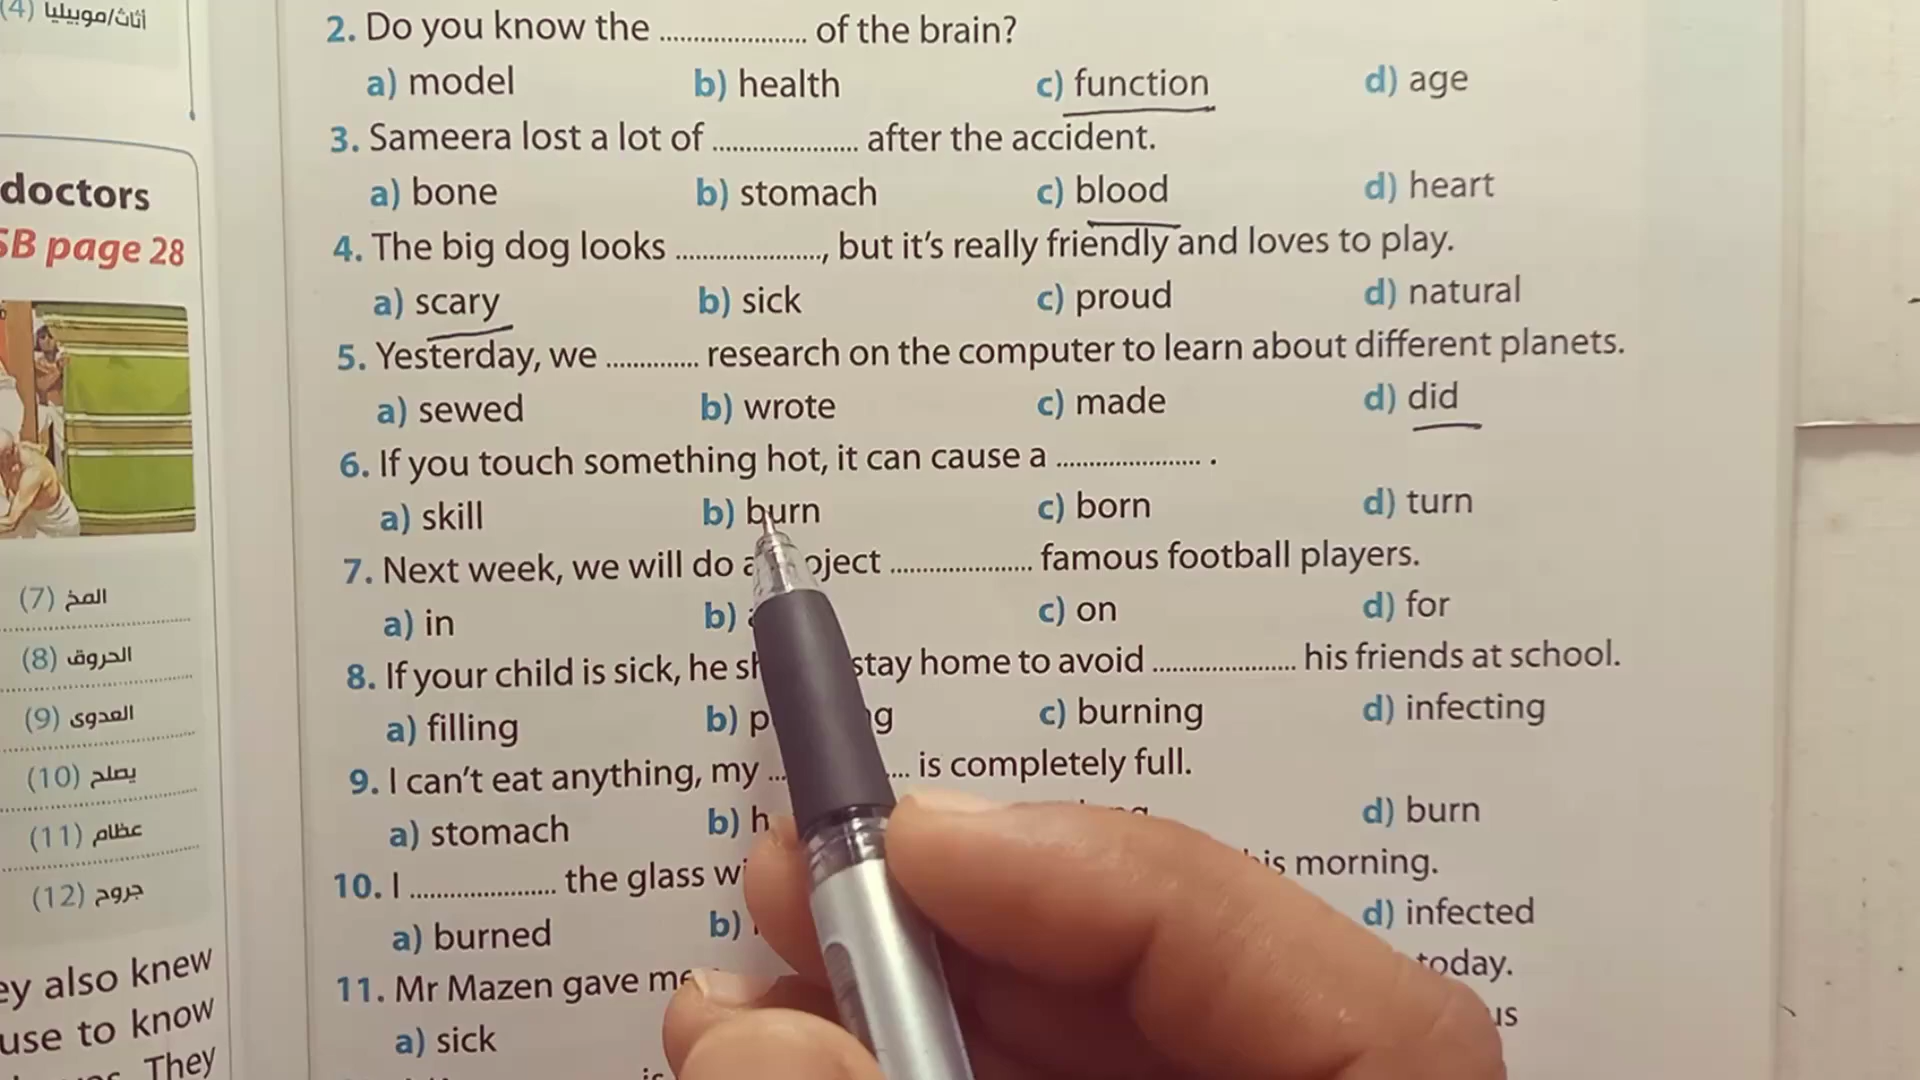 (4) أثاث/موبيليا
doctors
SB page 28
(7) المخ
(8) الحروق
(9) العدوى
(10) يصلح
(11) عظام
(12) جروح
ey also knew
use to know
They
2. Do you know the .................... of the brain?
a) model b) health c) function d) age
3. Sameera lost a lot of .................... after the accident.
a) bone b) stomach c) blood d) heart
4. The big dog looks ...................., but it's really friendly and loves to play.
a) scary b) sick c) proud d) natural
5. Yesterday, we ............. research on the computer to learn about different planets.
a) sewed b) wrote c) made d) did
6. If you touch something hot, it can cause a .................... .
a) skill b) burn c) born d) turn
7. Next week, we will do a oject .................... famous football players.
a) in b) c) on d) for
8. If your child is sick, he sh stay home to avoid .................... his friends at school.
a) filling b) p g c) burning d) infecting
9. I can't eat anything, my ... .... is completely full.
a) stomach b) h d) burn
10. I .................... the glass wi is morning.
a) burned b) d) infected
11. Mr Mazen gave me today.
a) sick us